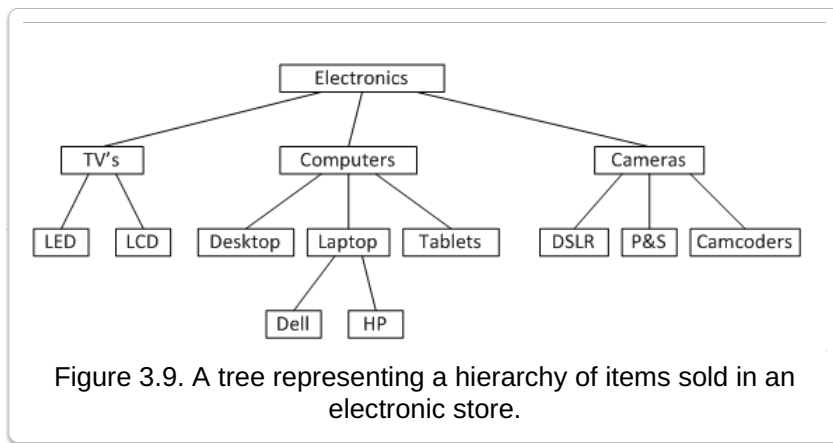 Electronics
TV's Computers Cameras
LED LCD Desktop Laptop Tablets DSLR P&S Camcoders
Dell HP
Figure 3.9. A tree representing a hierarchy of items sold in an
electronic store.